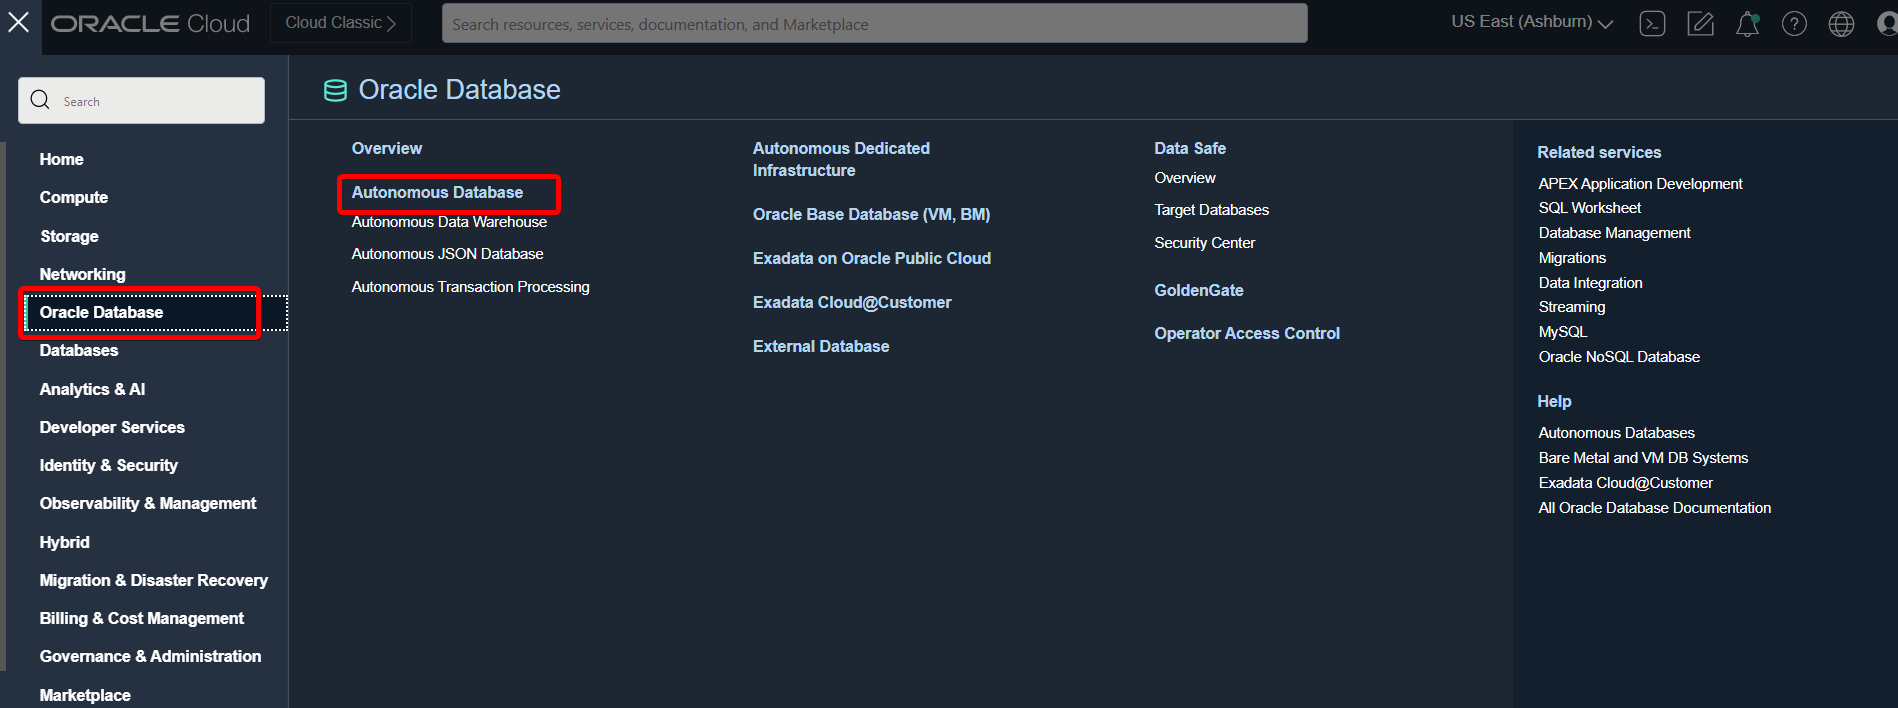 ORACLE Cloud
Cloud Classic
Search resources, services, documentation, and Marketplace
US East (Ashburn)
Search
Home
Compute
Storage
Networking
Oracle Database
Databases
Analytics & AI
Developer Services
Identity & Security
Observability & Management
Hybrid
Migration & Disaster Recovery
Billing & Cost Management
Governance & Administration
Marketplace
Oracle Database
Overview
Autonomous Database
Autonomous Data Warehouse
Autonomous JSON Database
Autonomous Transaction Processing
Autonomous Dedicated
Infrastructure
Oracle Base Database (VM, BM)
Exadata on Oracle Public Cloud
Exadata Cloud@Customer
External Database
Data Safe
Overview
Target Databases
Security Center
GoldenGate
Operator Access Control
Related services
APEX Application Development
SQL Worksheet
Database Management
Migrations
Data Integration
Streaming
MySQL
Oracle NoSQL Database
Help
Autonomous Databases
Bare Metal and VM DB Systems
Exadata Cloud@Customer
All Oracle Database Documentation